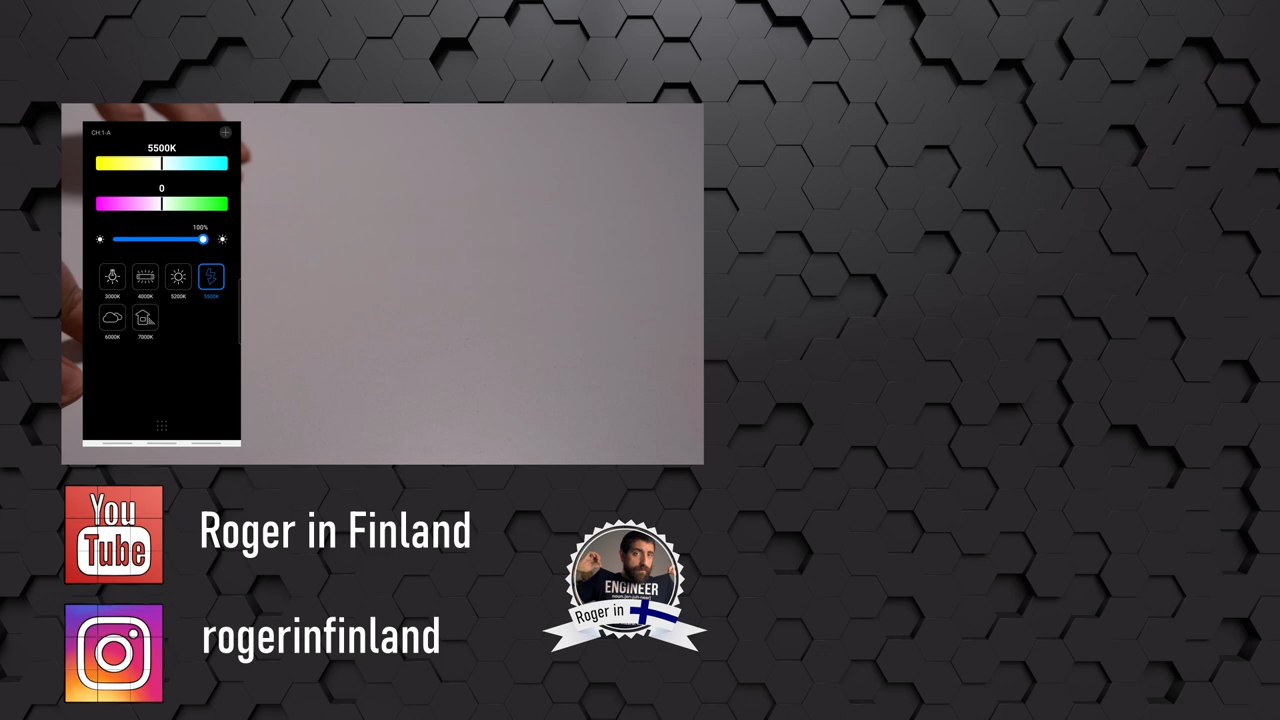 CH:1-A
5500K
0
100%
3000K
4000K
5200K
5500K
6000K
7000K
You
Tube
Roger in Finland
ENGINEER
Roger in
rogerinfinland